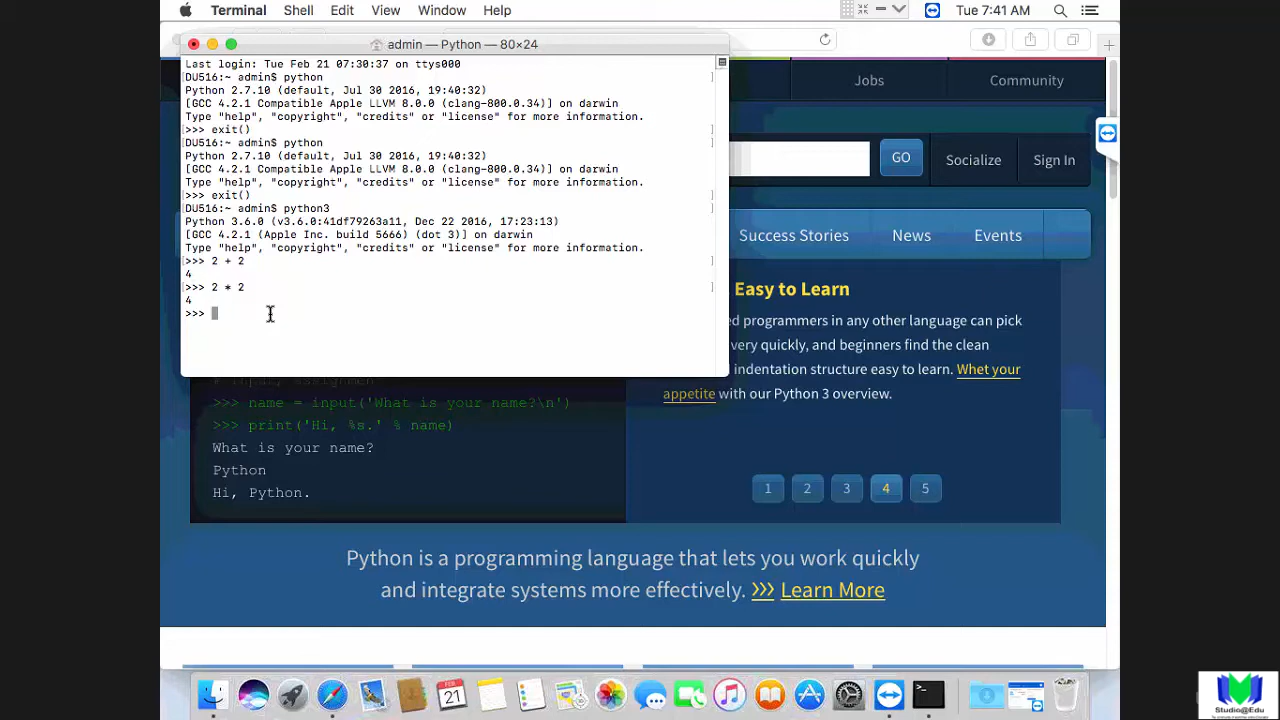 Terminal Shell Edit View Window Help
Tue 7:41 AM
admin — Python — 80×24
Last login: Tue Feb 21 07:30:37 on ttys000
DU516:~ admin$ python
Python 2.7.10 (default, Jul 30 2016, 19:40:32)
[GCC 4.2.1 Compatible Apple LLVM 8.0.0 (clang-800.0.34)] on darwin
Type "help", "copyright", "credits" or "license" for more information.
>>> exit()
DU516:~ admin$ python
Python 2.7.10 (default, Jul 30 2016, 19:40:32)
[GCC 4.2.1 Compatible Apple LLVM 8.0.0 (clang-800.0.34)] on darwin
Type "help", "copyright", "credits" or "license" for more information.
>>> exit()
DU516:~ admin$ python3
Python 3.6.0 (v3.6.0:41df79263a11, Dec 22 2016, 17:23:13)
[GCC 4.2.1 (Apple Inc. build 5666) (dot 3)] on darwin
Type "help", "copyright", "credits" or "license" for more information.
>>> 2 + 2
4
>>> 2 * 2
4
>>>
Jobs Community
GO Socialize Sign In
Success Stories News Events
Easy to Learn
programmers in any other language can pick
very quickly, and beginners find the clean
indentation structure easy to learn. Whet your
appetite with our Python 3 overview.
>>> name = input('What is your name?\n')
>>> print('Hi, %s.' % name)
What is your name?
Python
Hi, Python.
1 2 3 4 5
Python is a programming language that lets you work quickly
and integrate systems more effectively. >>> Learn More
FEB
21
Studio@Edu